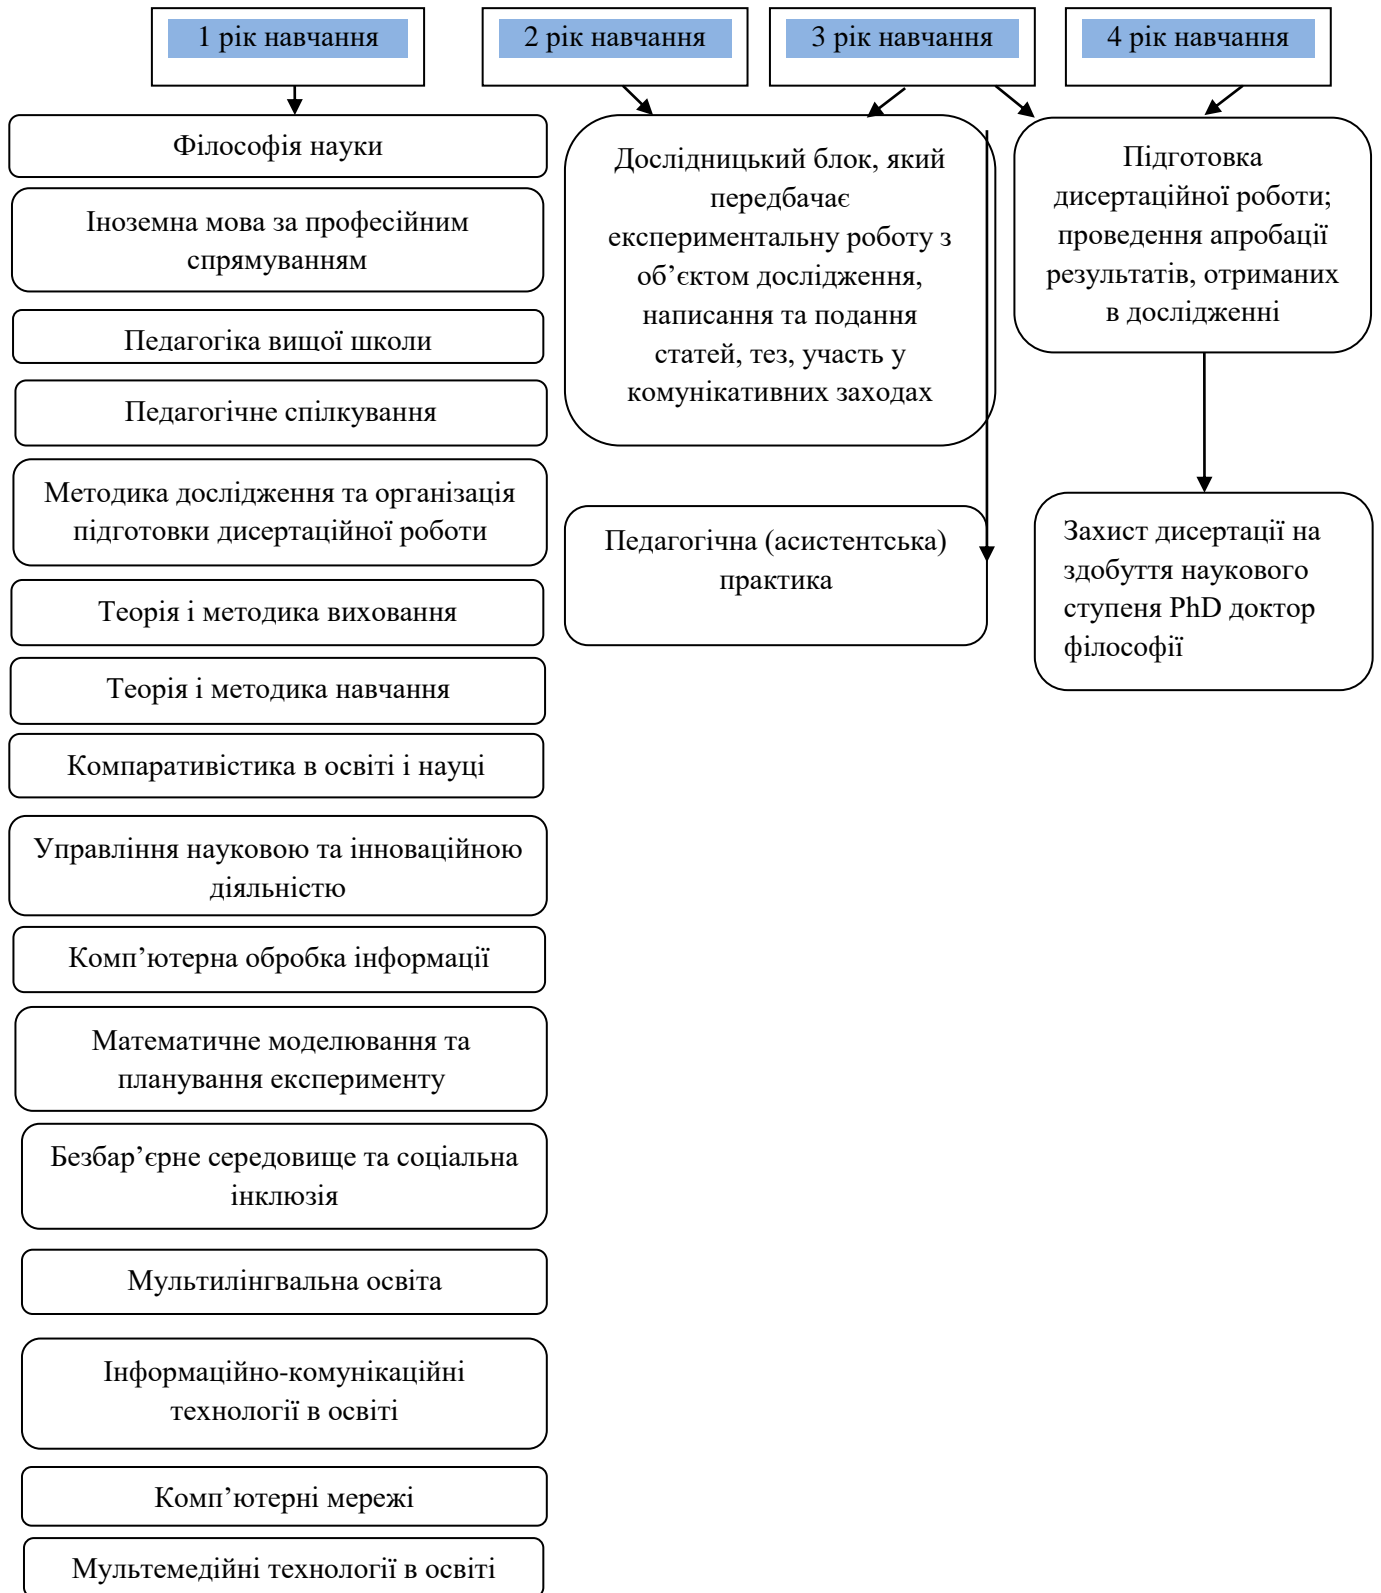 1 рік навчання
2 рік навчання
3 рік навчання
4 рік навчання
Філософія науки
Іноземна мова за професійним
спрямуванням
Педагогіка вищої школи
Педагогічне спілкування
Методика дослідження та організація
підготовки дисертаційної роботи
Теорія і методика виховання
Теорія і методика навчання
Компаративістика в освіті і науці
Управління науковою та інноваційною
діяльністю
Комп’ютерна обробка інформації
Математичне моделювання та
планування експерименту
Безбар’єрне середовище та соціальна
інклюзія
Мультилінгвальна освіта
Інформаційно-комунікаційні
технології в освіті
Комп’ютерні мережі
Мультемедійні технології в освіті
Дослідницький блок, який
передбачає
експериментальну роботу з
об’єктом дослідження,
написання та подання
статей, тез, участь у
комунікативних заходах
Педагогічна (асистентська)
практика
Підготовка
дисертаційної роботи;
проведення апробації
результатів, отриманих
в дослідженні
Захист дисертації на
здобуття наукового
ступеня PhD доктор
філософії